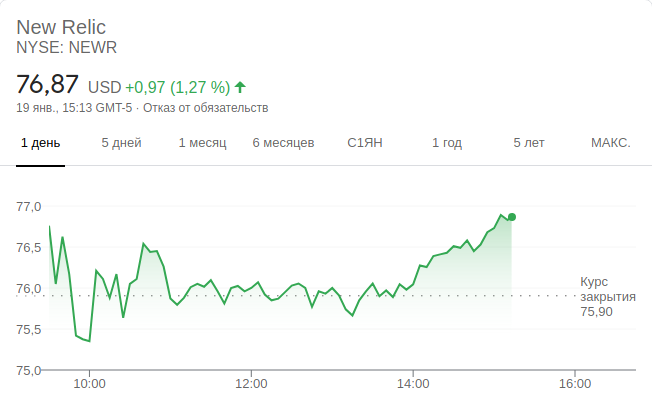 New Relic
NYSE: NEWR
76,87 USD +0,97 (1,27 %)
19 янв., 15:13 GMT-5 · Отказ от обязательств
1 день 5 дней 1 месяц 6 месяцев С1ЯН 1 год 5 лет МАКС.
77,0
76,5
76,0
75,5
75,0
Курс
закрытия
75,90
10:00 12:00 14:00 16:00